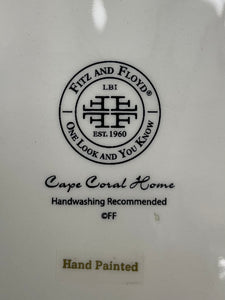 FITZ AND FLOYD®
LBI
EST. 1960
ONE LOOK AND YOU KNOW
Cape Coral Home
Handwashing Recommended
©FF
Hand Painted